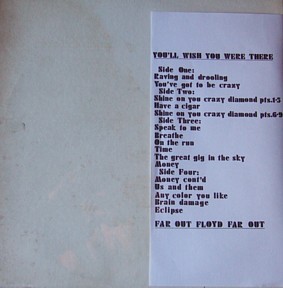 YOU'LL WISH YOU WERE THERE
Side One:
Raving and drooling
You've got to be crazy
Side Two:
Shine on you crazy diamond pts.1-5
Have a cigar
Shine on you crazy diamond pts.6-9
Side Three:
Speak to me
Breathe
On the run
Time
The great gig in the sky
Money
Side Four:
Money cont'd
Us and them
Any color you like
Brain damage
Eclipse
FAR OUT FLOYD FAR OUT